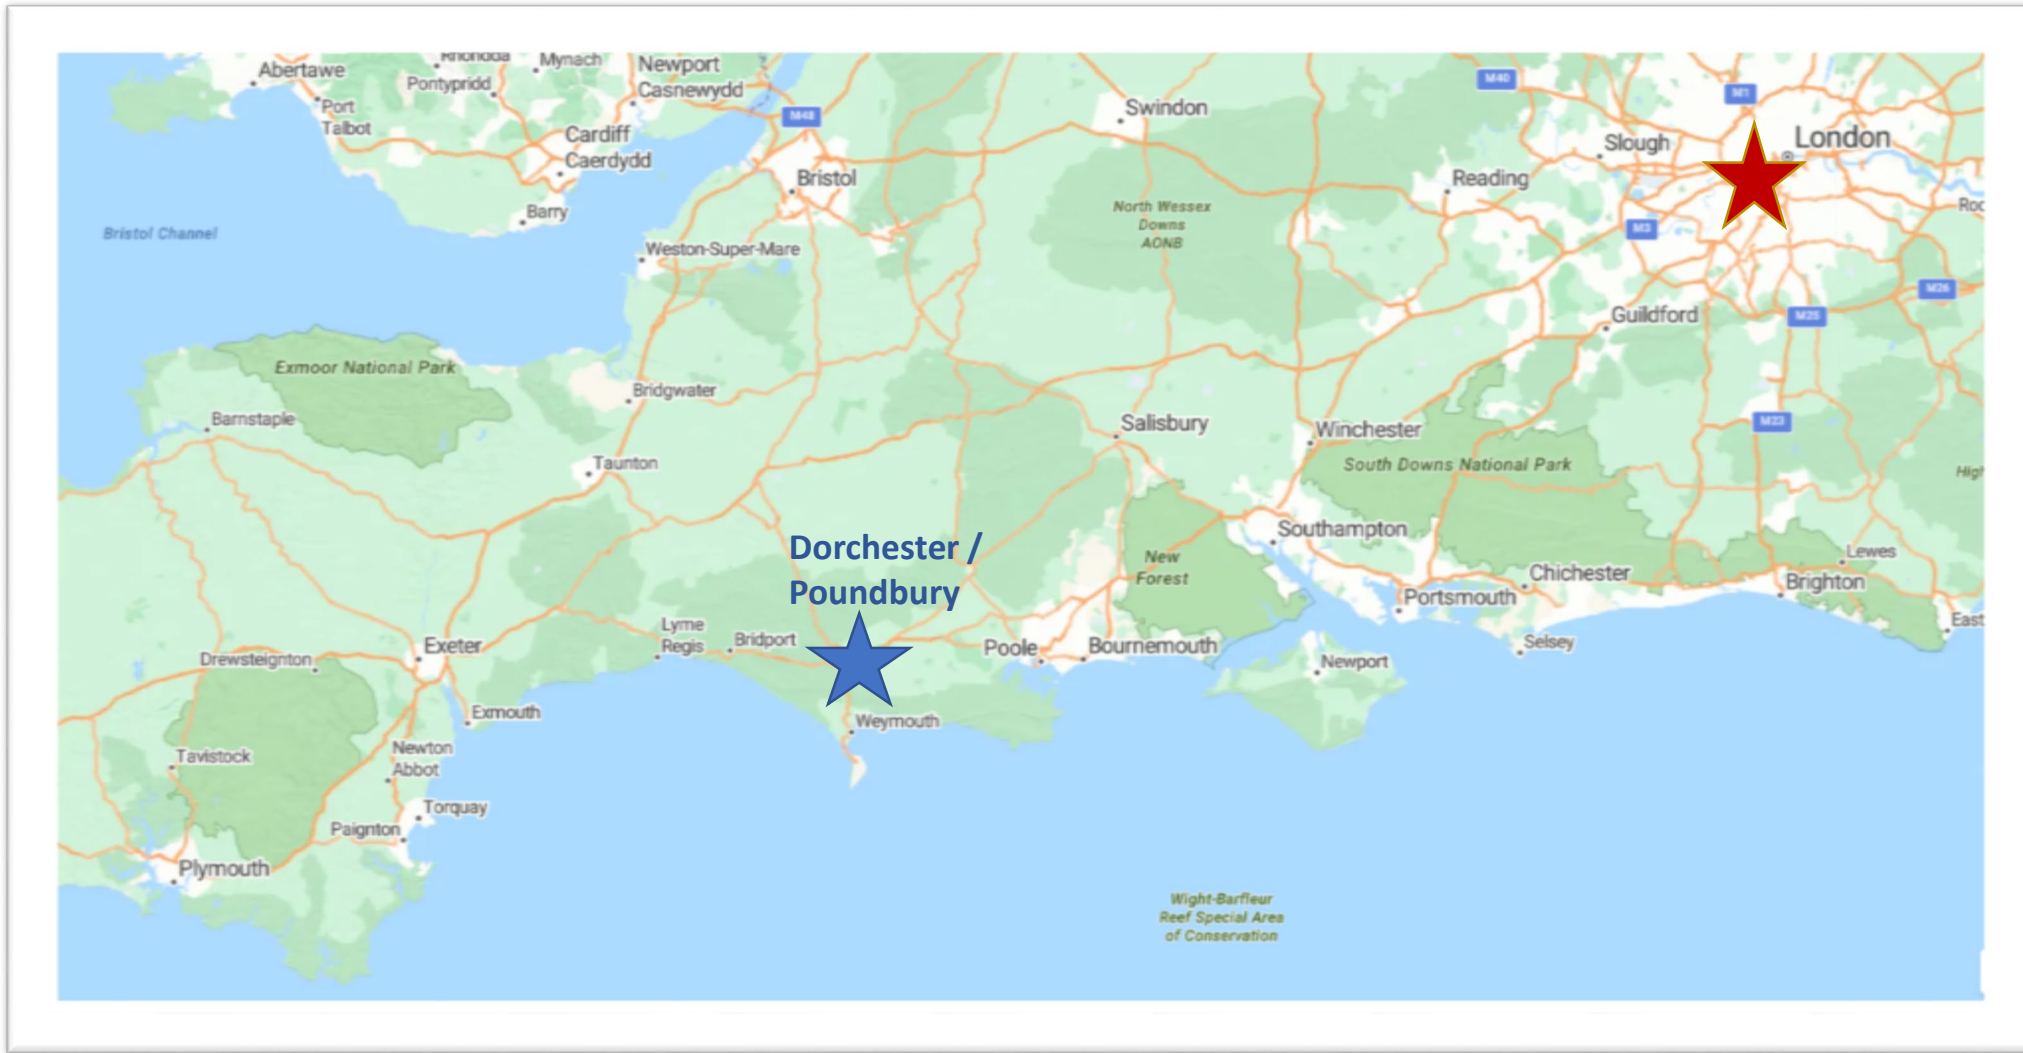 Rhondda
Mynach
Newport
Casnewydd
Abertawe
Pontypridd
Port
Talbot
Cardiff
Caerdydd
M48
Swindon
M40
M1
London
Slough
Bristol
Reading
Barry
North Wessex
Downs
AONB
Roc
Bristol Channel
M3
Weston-Super-Mare
M26
Guildford
M25
Exmoor National Park
Bridgwater
Barnstaple
Salisbury
Winchester
M23
Taunton
South Downs National Park
High
Southampton
Dorchester /
Poundbury
New
Forest
Lewes
Chichester
Brighton
Portsmouth
Lyme
Regis
Bridport
East
Exeter
Poole
Bournemouth
Selsey
Drewsteignton
Newport
Exmouth
Weymouth
Newton
Abbot
Tavistock
Torquay
Paignton
Plymouth
Wight-Barfleur
Reef Special Area
of Conservation